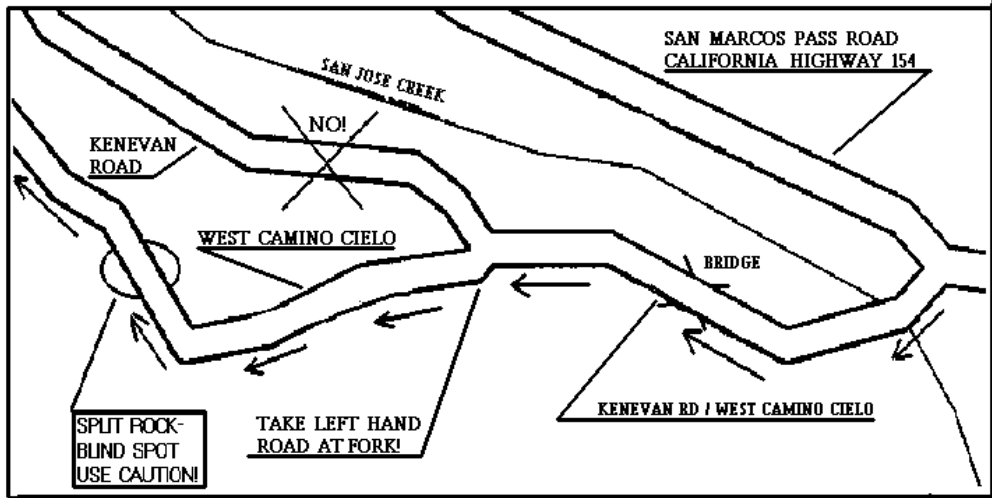 SAN MARCOS PASS ROAD
CALIFORNIA HIGHWAY 154
SAN JOSE CREEK
NO!
KENEVAN
ROAD
WEST CAMINO CIELO
BRIDGE
KENEVAN RD / WEST CAMINO CIELO
TAKE LEFT HAND
ROAD AT FORK!
SPLIT ROCK-
BLIND SPOT
USE CAUTION!